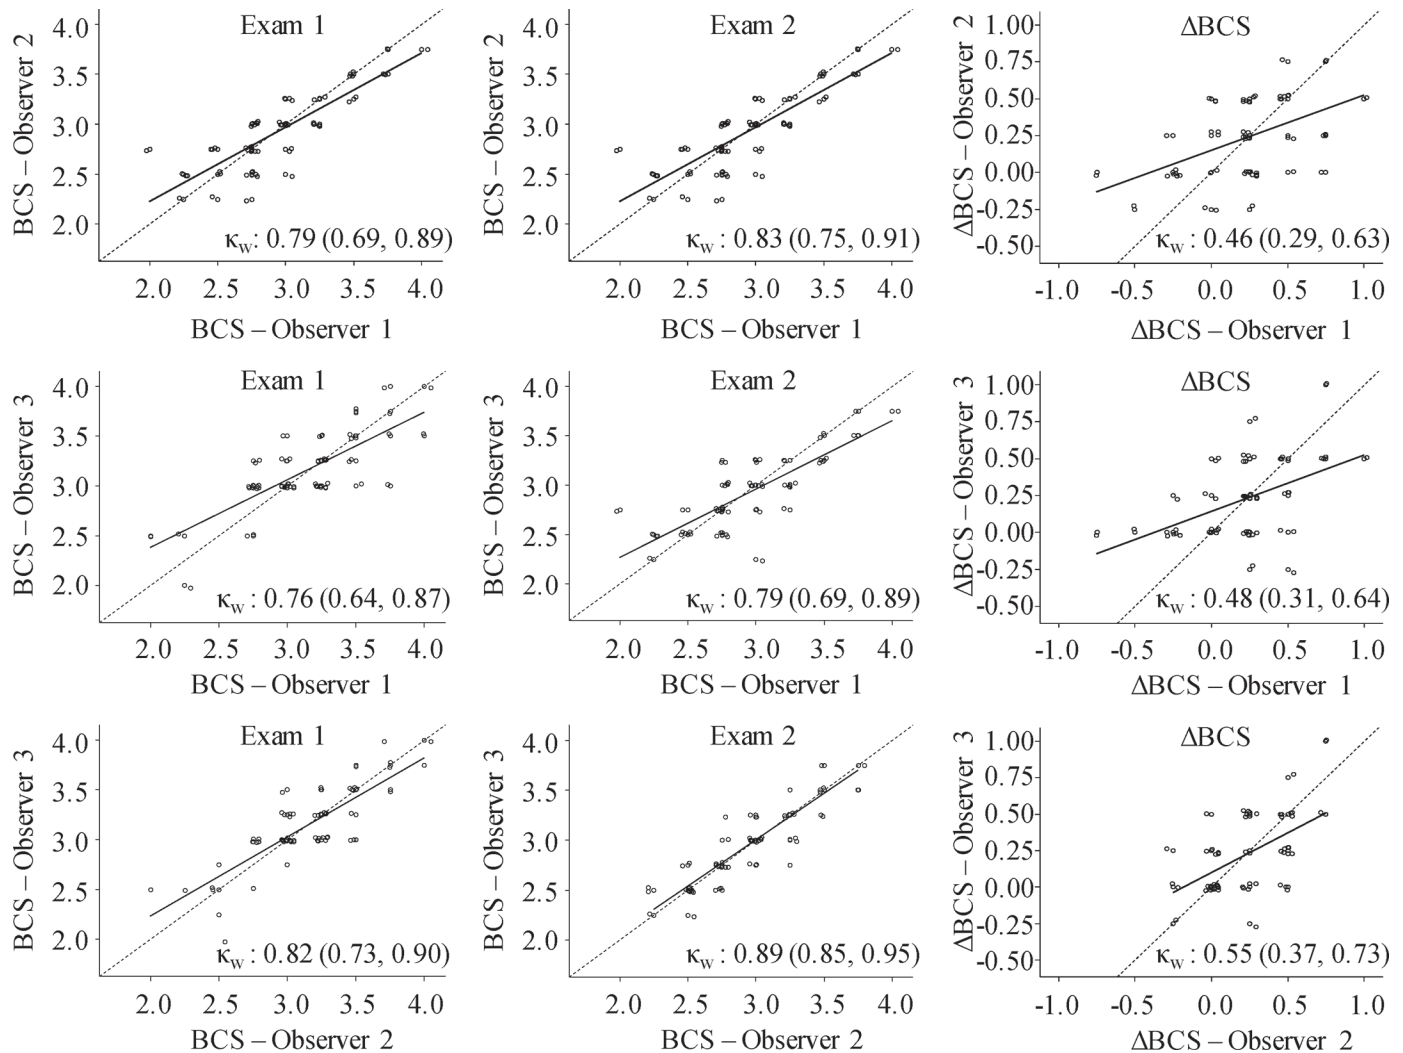 Exam 1
BCS – Observer 2
4.0
3.5
3.0
2.5
2.0
κw: 0.79 (0.69, 0.89)
2.0 2.5 3.0 3.5 4.0
BCS – Observer 1
Exam 2
BCS – Observer 2
4.0
3.5
3.0
2.5
2.0
κw: 0.83 (0.75, 0.91)
2.0 2.5 3.0 3.5 4.0
BCS – Observer 1
ΔBCS
ΔBCS – Observer 2
1.00
0.75
0.50
0.25
0.00
-0.25
-0.50
κw: 0.46 (0.29, 0.63)
-1.0 -0.5 0.0 0.5 1.0
ΔBCS – Observer 1
Exam 1
BCS – Observer 3
4.0
3.5
3.0
2.5
2.0
κw : 0.76 (0.64, 0.87)
2.0 2.5 3.0 3.5 4.0
BCS – Observer 1
Exam 2
BCS – Observer 3
4.0
3.5
3.0
2.5
2.0
κw : 0.79 (0.69, 0.89)
2.0 2.5 3.0 3.5 4.0
BCS – Observer 1
ΔBCS
ΔBCS – Observer 3
1.00
0.75
0.50
0.25
0.00
-0.25
-0.50
κw : 0.48 (0.31, 0.64)
-1.0 -0.5 0.0 0.5 1.0
ΔBCS – Observer 1
Exam 1
BCS – Observer 3
4.0
3.5
3.0
2.5
2.0
κw : 0.82 (0.73, 0.90)
2.0 2.5 3.0 3.5 4.0
BCS – Observer 2
Exam 2
BCS – Observer 3
4.0
3.5
3.0
2.5
2.0
κw : 0.89 (0.85, 0.95)
2.0 2.5 3.0 3.5 4.0
BCS – Observer 2
ΔBCS
ΔBCS – Observer 3
1.00
0.75
0.50
0.25
0.00
-0.25
-0.50
κw : 0.55 (0.37, 0.73)
-1.0 -0.5 0.0 0.5 1.0
ΔBCS – Observer 2